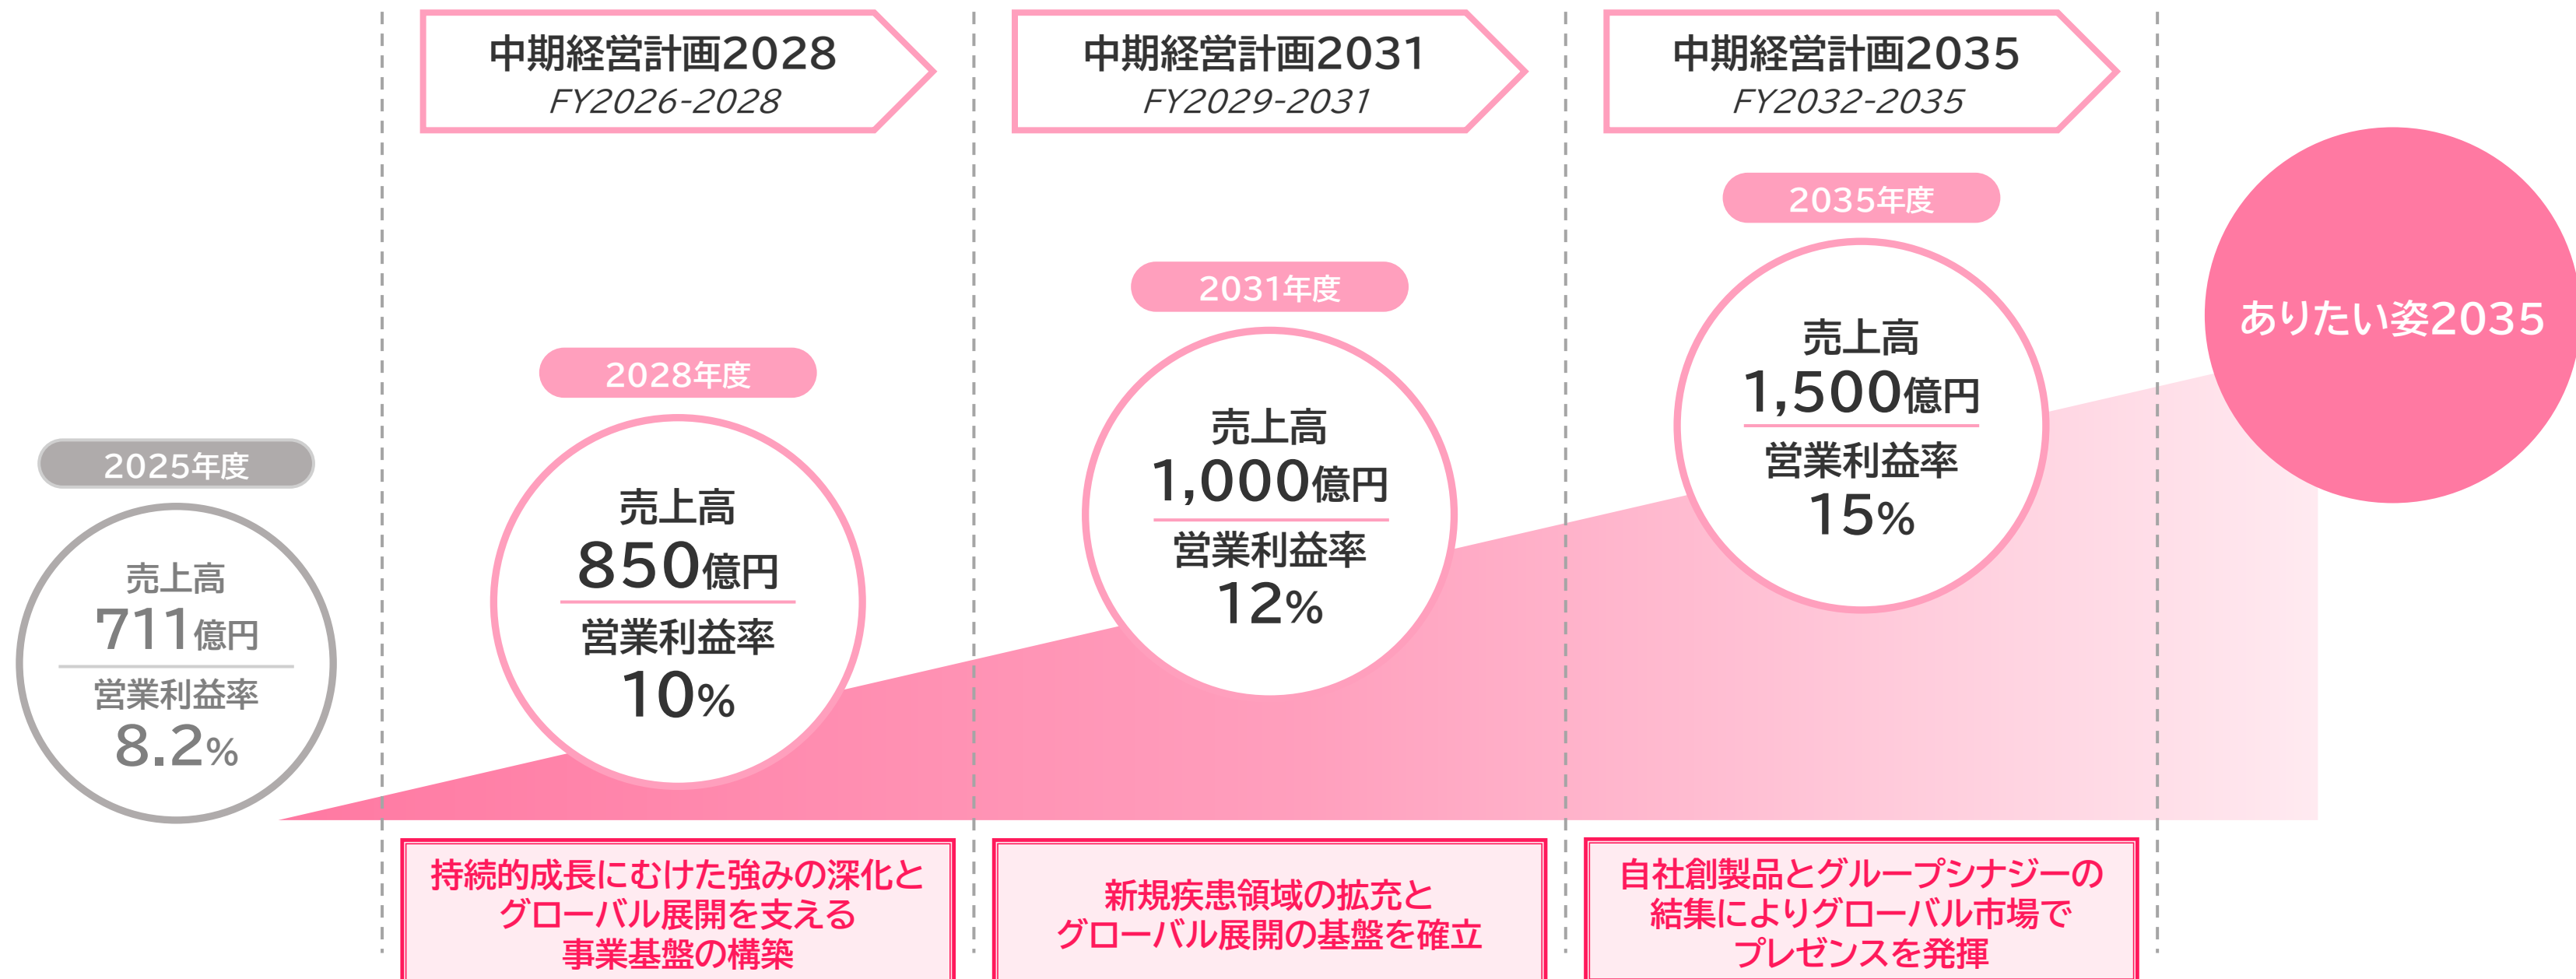 中期経営計画2028
FY2026-2028
中期経営計画2031
FY2029-2031
中期経営計画2035
FY2032-2035
2025年度
売上高
711億円
営業利益率
8.2%
2028年度
売上高
850億円
営業利益率
10%
2031年度
売上高
1,000億円
営業利益率
12%
2035年度
売上高
1,500億円
営業利益率
15%
ありたい姿2035
持続的成長にむけた強みの深化と
グローバル展開を支える
事業基盤の構築
新規疾患領域の拡充と
グローバル展開の基盤を確立
自社創製品とグループシナジーの
結集によりグローバル市場で
プレゼンスを発揮